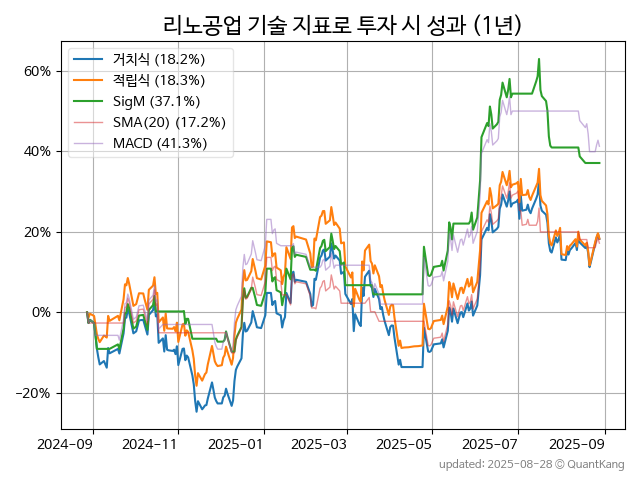 리노공업 기술 지표로 투자 시 성과 (1년)
거치식 (18.2%)
적립식 (18.3%)
SigM (37.1%)
SMA(20) (17.2%)
MACD (41.3%)
60%
40%
20%
0%
−20%
2024-09 2024-11 2025-01 2025-03 2025-05 2025-07 2025-09
updated: 2025-08-28 © QuantKang